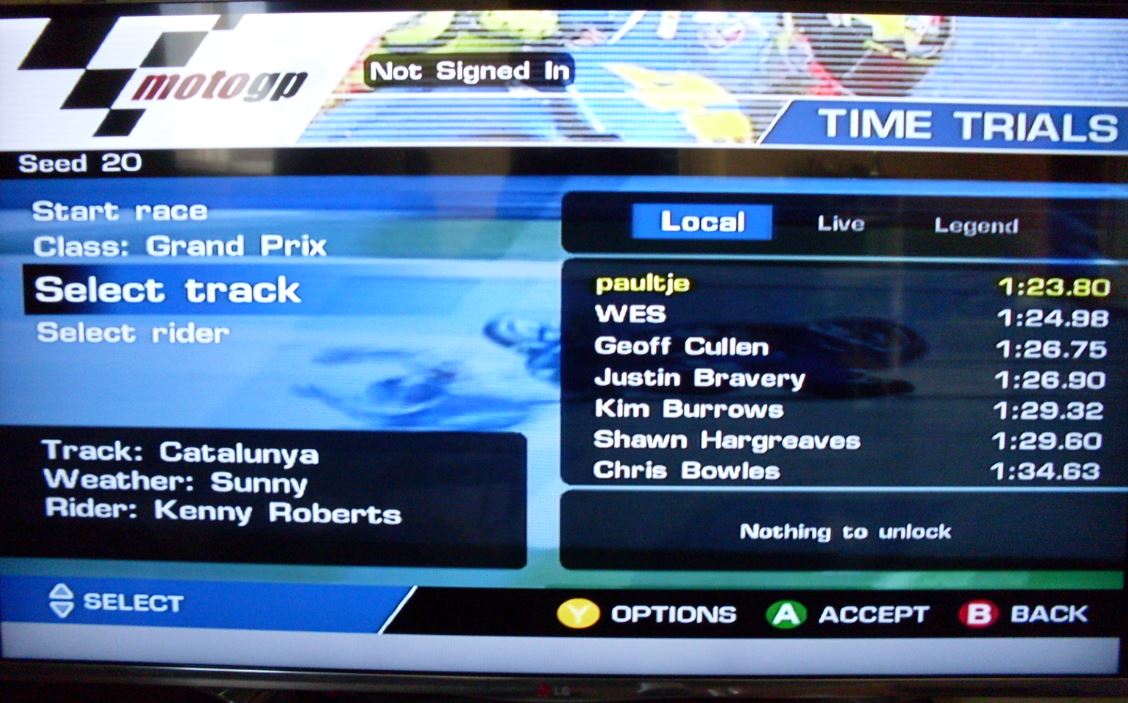 motogp
Not Signed In
TIME TRIALS
Seed 20
Start race
Class: Grand Prix
Select track
Select rider
Track: Catalunya
Weather: Sunny
Rider: Kenny Roberts
Local Live Legend
paultje 1:23.80
WES 1:24.98
Geoff Cullen 1:26.75
Justin Bravery 1:26.90
Kim Burrows 1:29.32
Shawn Hargreaves 1:29.60
Chris Bowles 1:34.63
Nothing to unlock
SELECT
Y OPTIONS A ACCEPT B BACK
LG